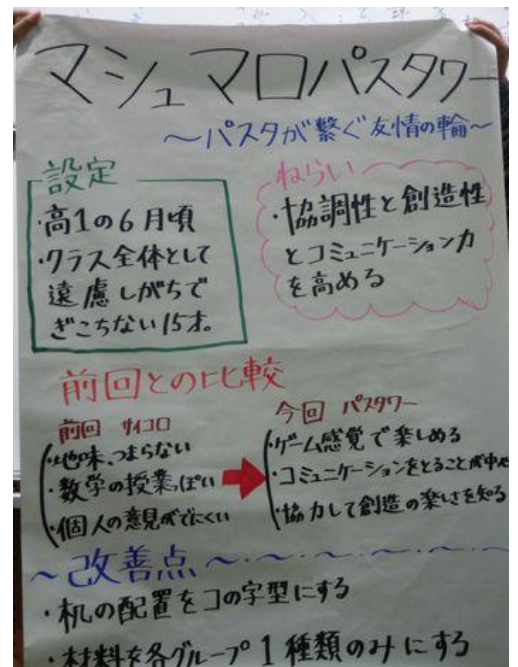 マシュマロパスタワー
～パスタが繋ぐ友情の輪～
設定
・高1の6月頃
・クラス全体として
遠慮しがちで
ぎこちない15才。
ねらい
・協調性と創造性
とコミュニケーション力
を高める
前回との比較
前回 サイコロ
・地味、つまらない
・数学の授業っぽい
・個人の意見がでにくい
今回 パスタワー
・ゲーム感覚で楽しめる
・コミュニケーションをとることが中心
・協力して創造の楽しさを知る
～改善点～・～・～・～・～
・机の配置をコの字型にする
・材料を各グループ1種類のみにする